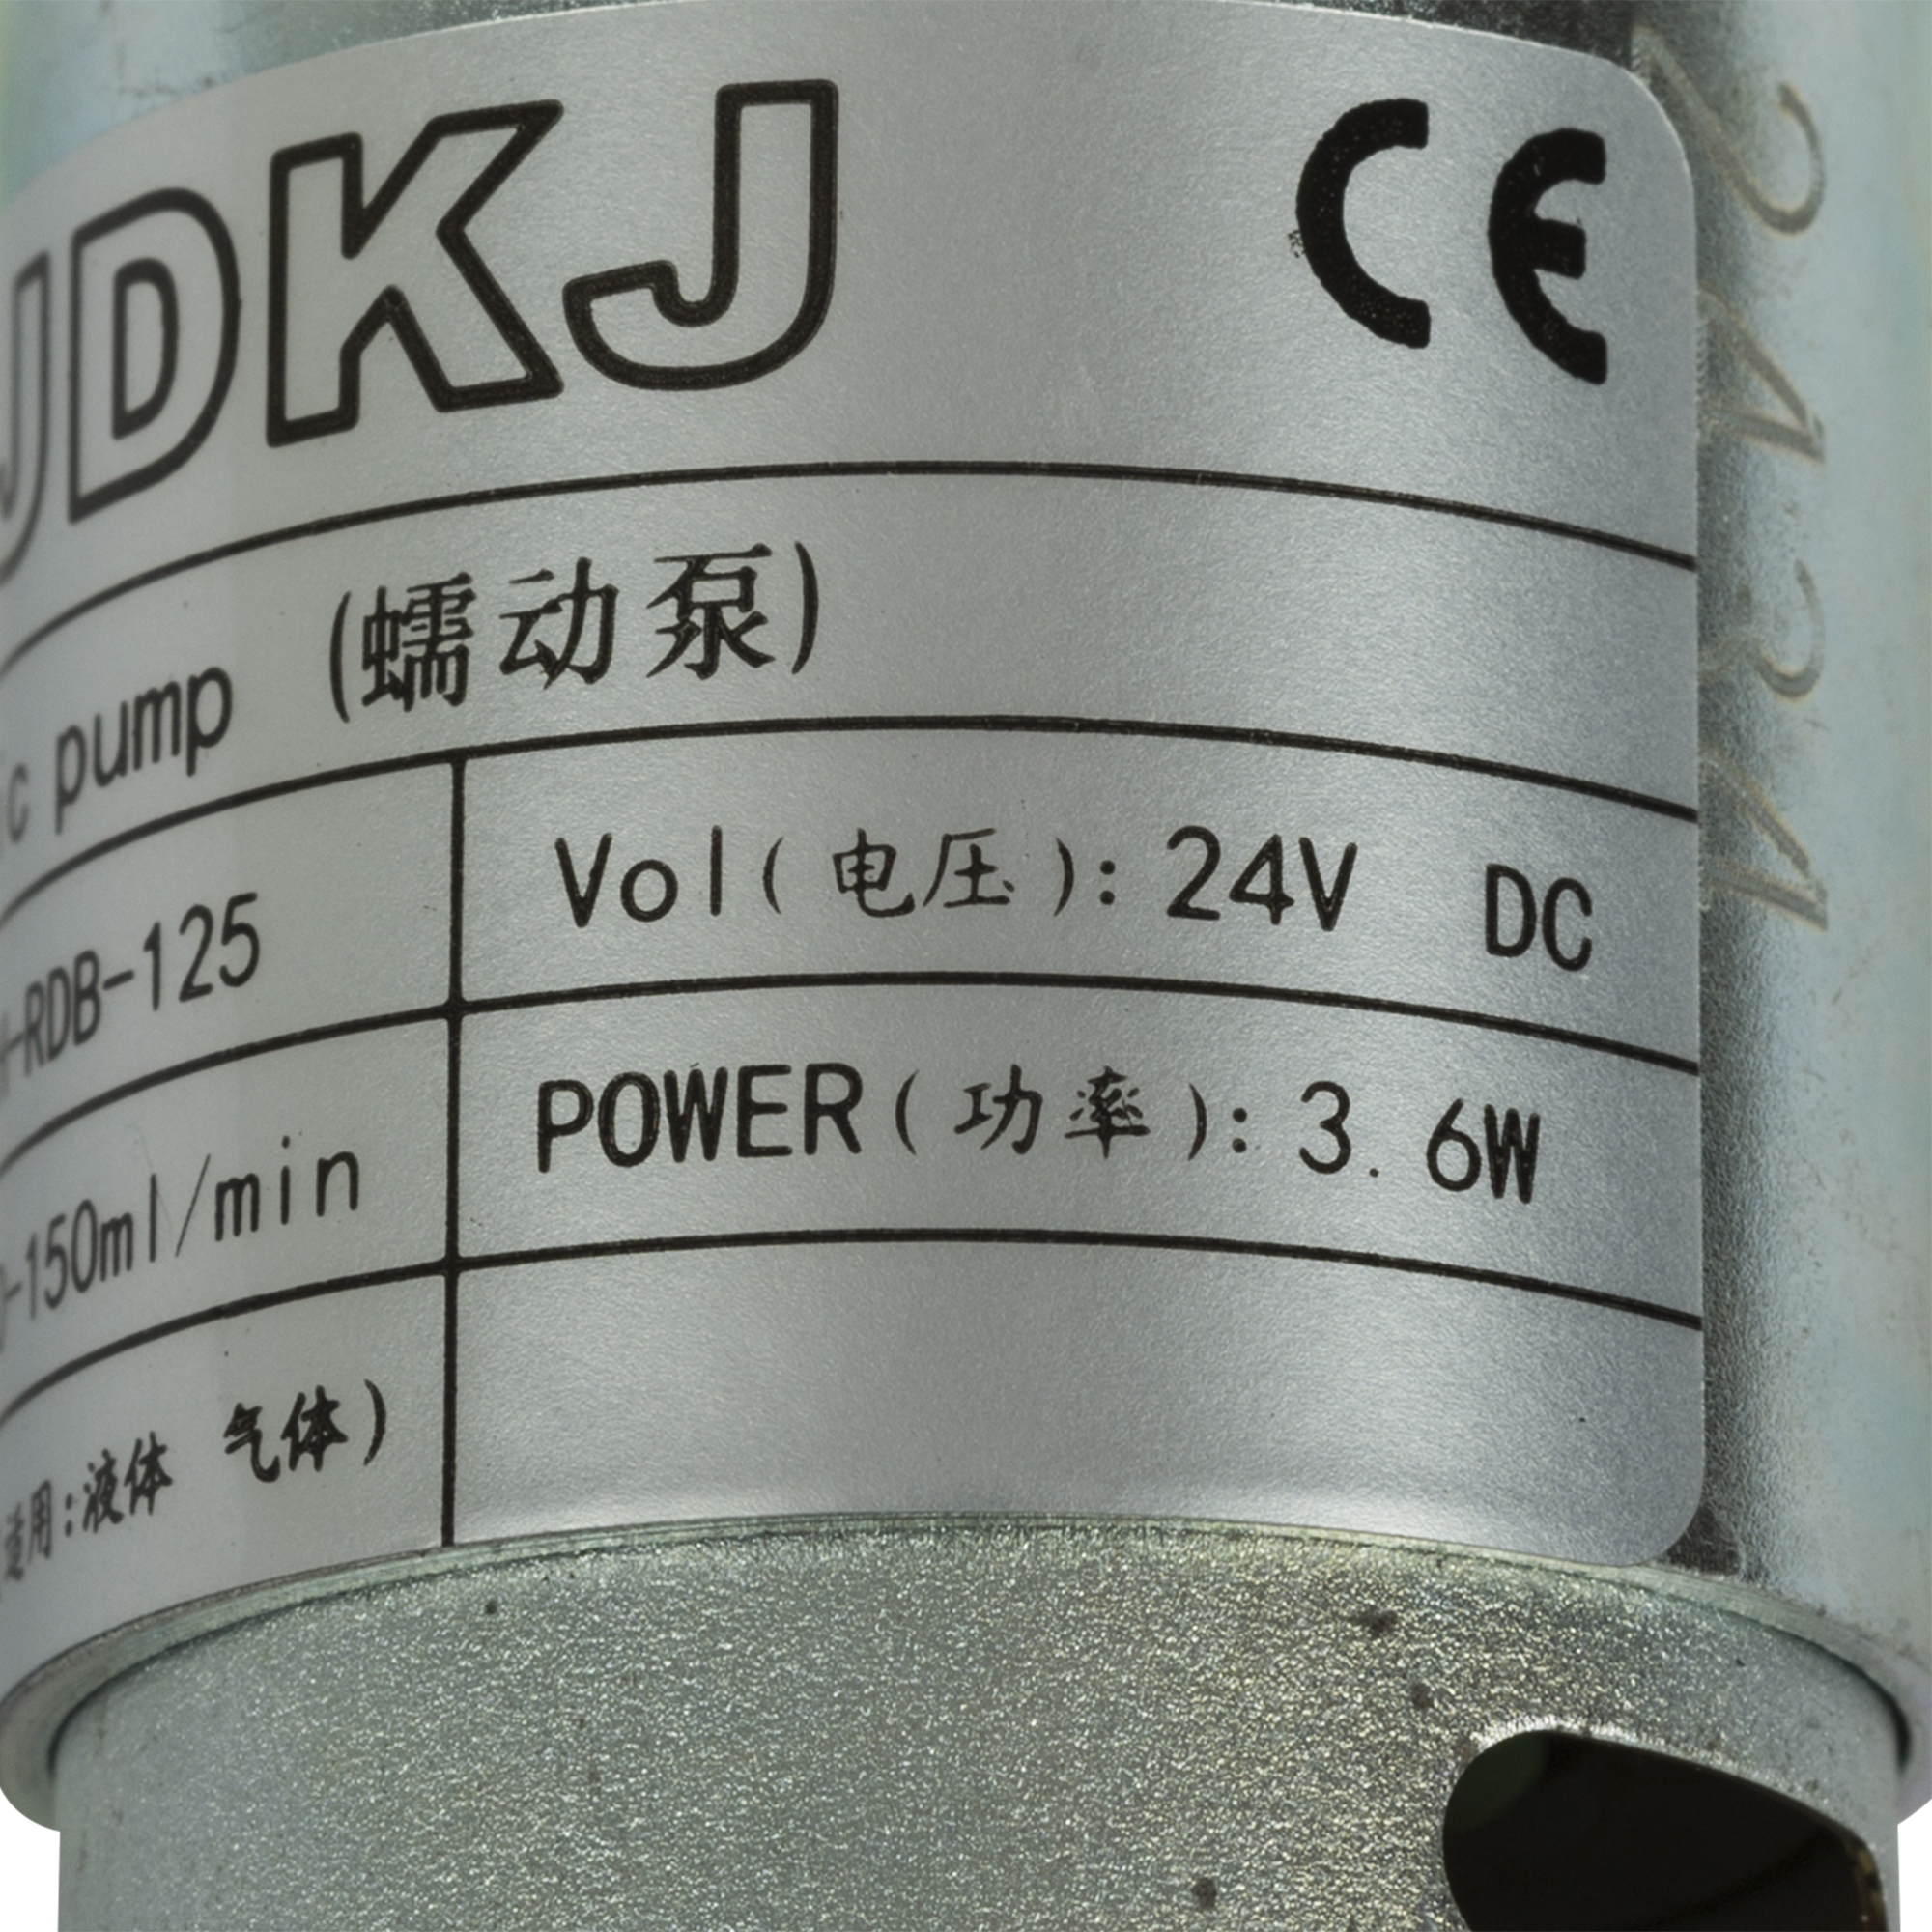 JDKJ
CE
pump (蠕动泵)
-RDB-125
Vol(电压): 24V DC
-150ml/min
POWER(功率): 3.6W
适用:液体 气体)
2434